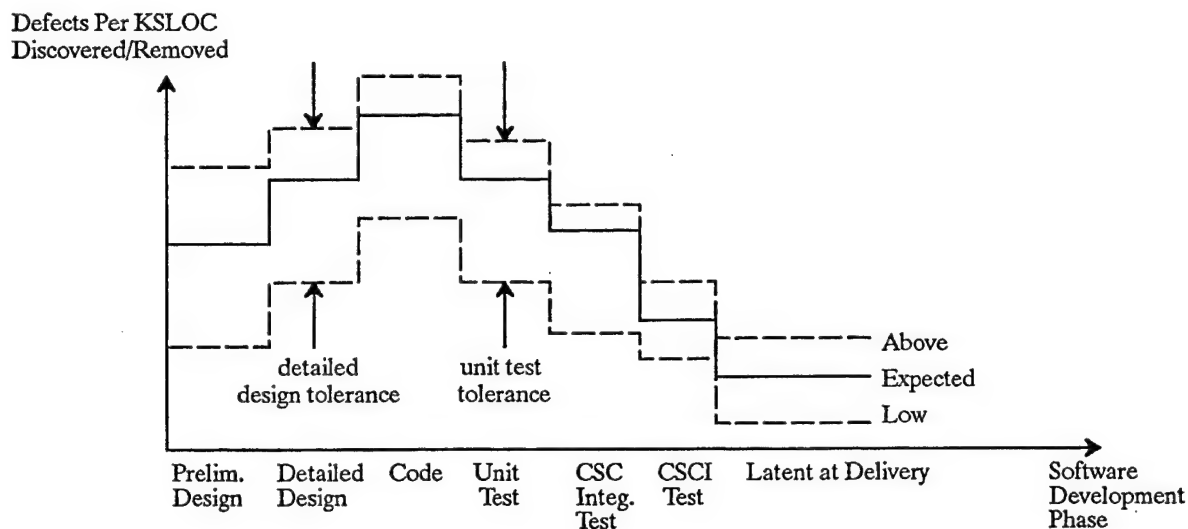 Defects Per KSLOC
Discovered/Removed
detailed
design tolerance
unit test
tolerance
Above
Expected
Low
Prelim.
Design
Detailed
Design
Code
Unit
Test
CSC
Integ.
Test
CSCI
Test
Latent at Delivery
Software
Development
Phase